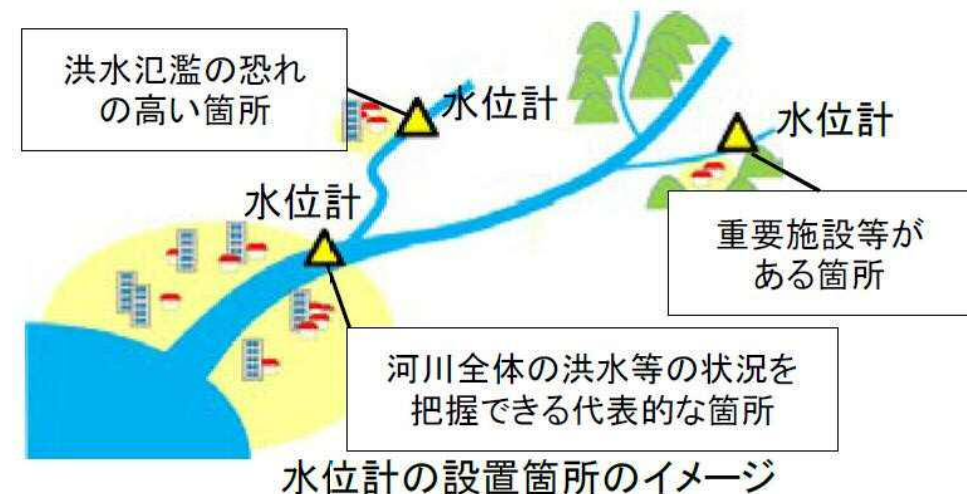 洪水氾濫の恐れ
の高い箇所
水位計
水位計
水位計
重要施設等が
ある箇所
河川全体の洪水等の状況を
把握できる代表的な箇所
水位計の設置箇所のイメージ